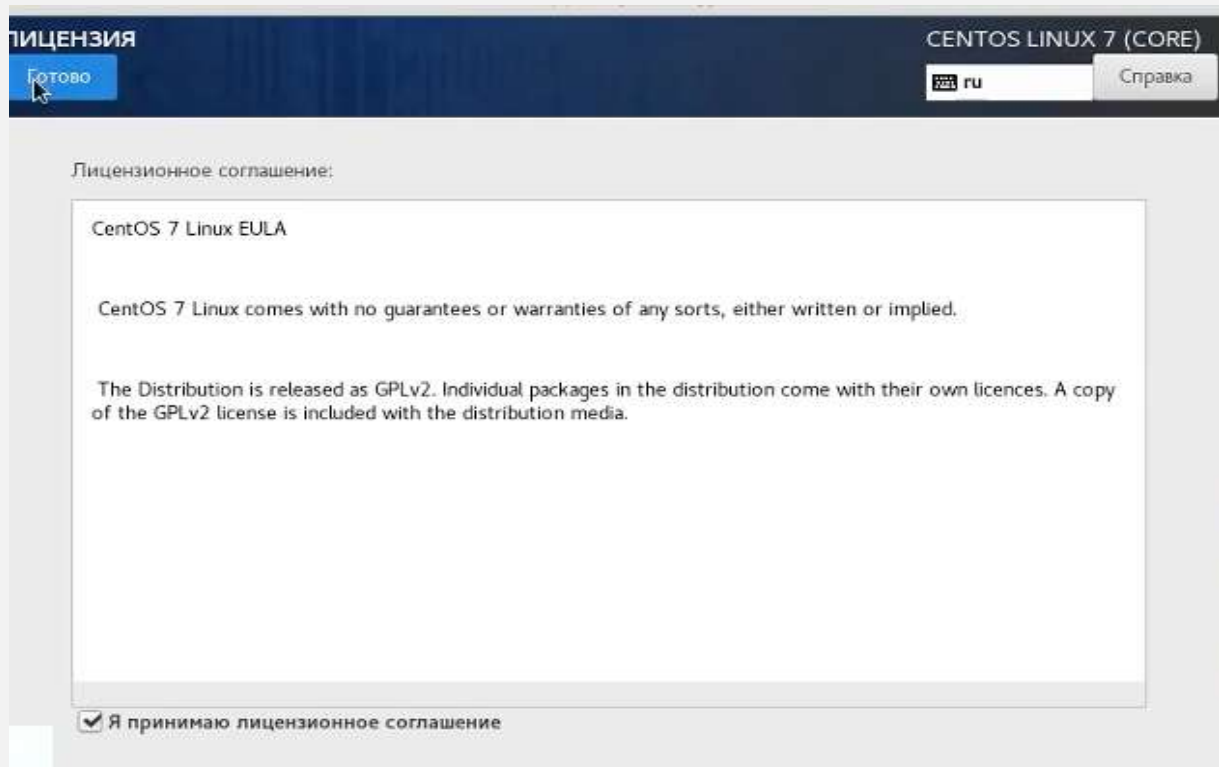 ЛИЦЕНЗИЯ
CENTOS LINUX 7 (CORE)
Готово
ru
Справка
Лицензионное соглашение:
CentOS 7 Linux EULA
CentOS 7 Linux comes with no guarantees or warranties of any sorts, either written or implied.
The Distribution is released as GPLv2. Individual packages in the distribution come with their own licences. A copy
of the GPLv2 license is included with the distribution media.
Я принимаю лицензионное соглашение